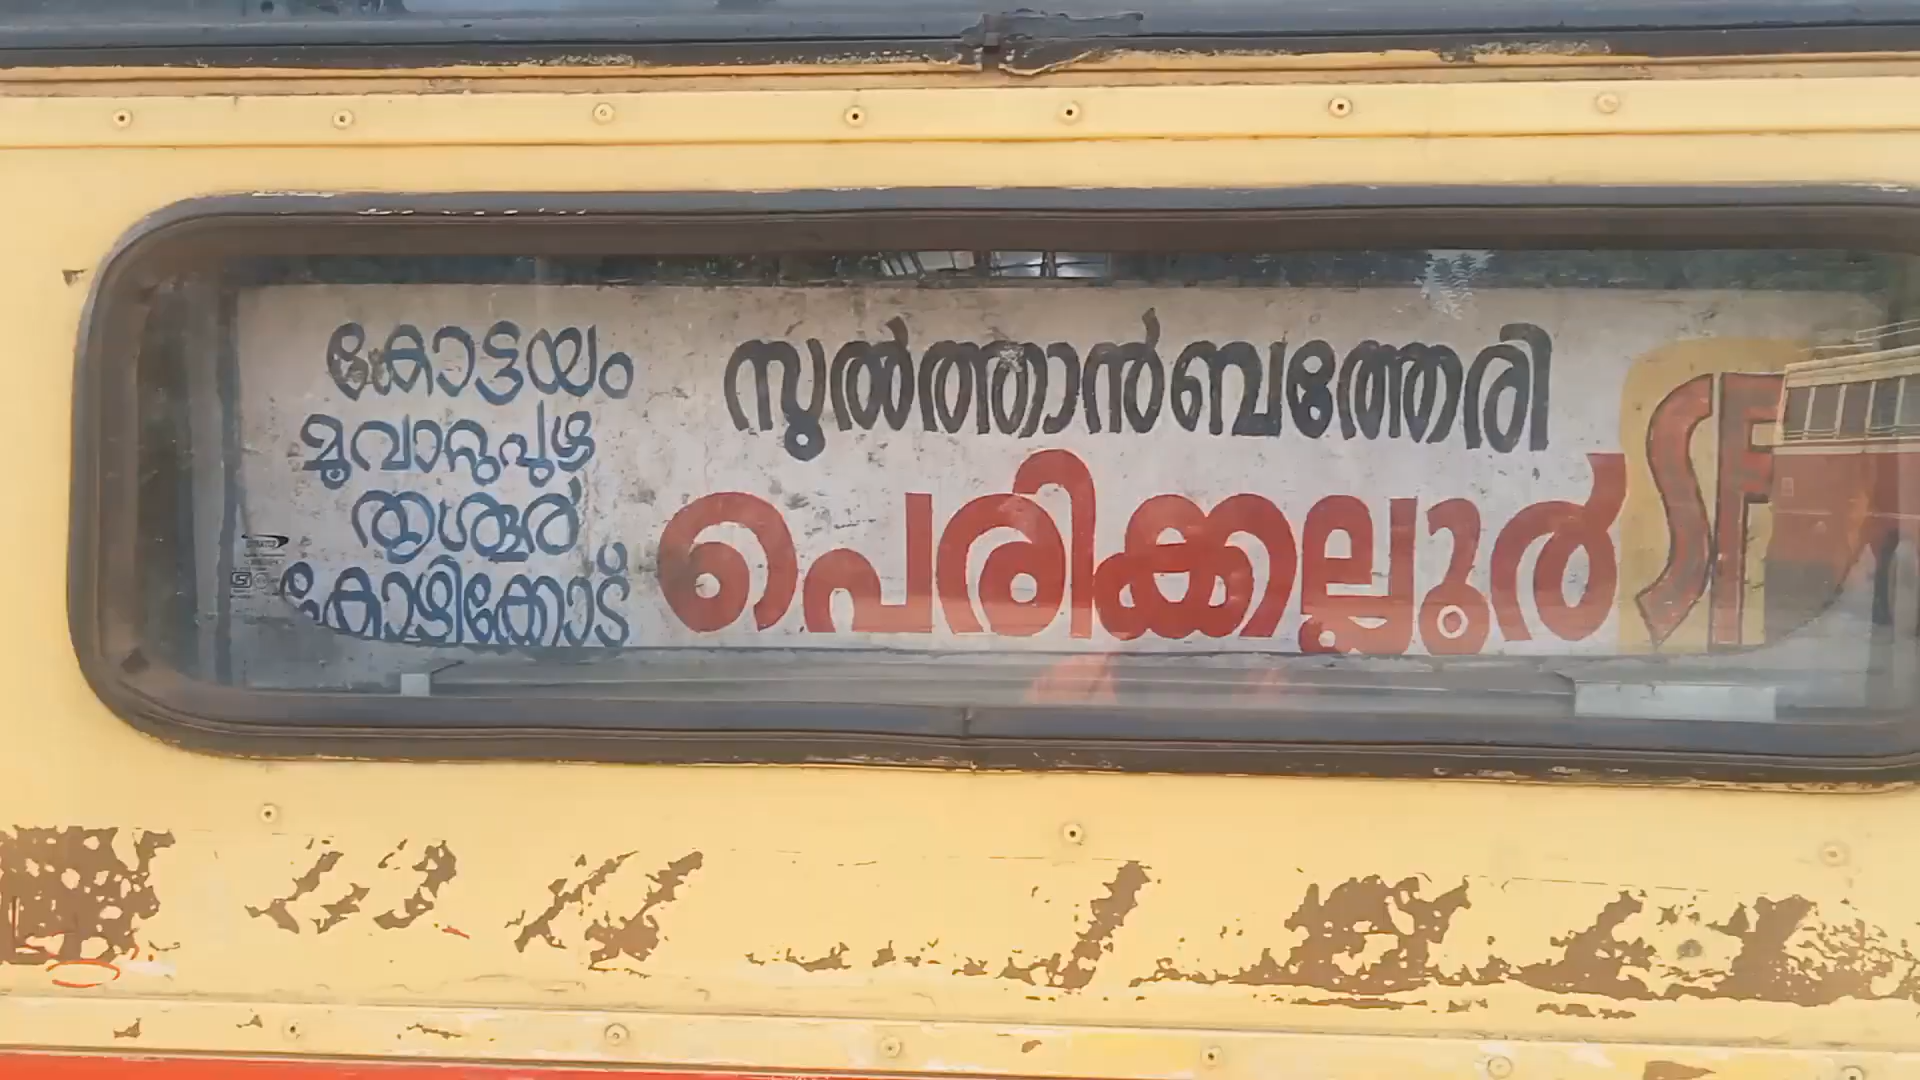 കോട്ടയം
മൂവാറ്റുപുഴ
തൃശൂര്
കോഴിക്കോട്
സുൽത്താൻബത്തേരി
പെരിക്കല്ലൂർ
SF